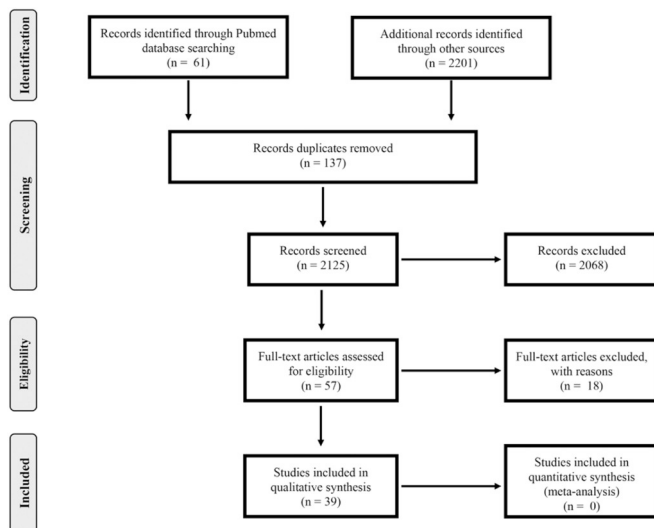 Identification
Records identified through Pubmed
database searching
(n = 61)
Additional records identified
through other sources
(n = 2201)
Screening
Records duplicates removed
(n = 137)
Records screened
(n = 2125)
Records excluded
(n = 2068)
Eligibility
Full-text articles assessed
for eligibility
(n = 57)
Full-text articles excluded,
with reasons
(n = 18)
Included
Studies included in
qualitative synthesis
(n = 39)
Studies included in
quantitative synthesis
(meta-analysis)
(n = 0)